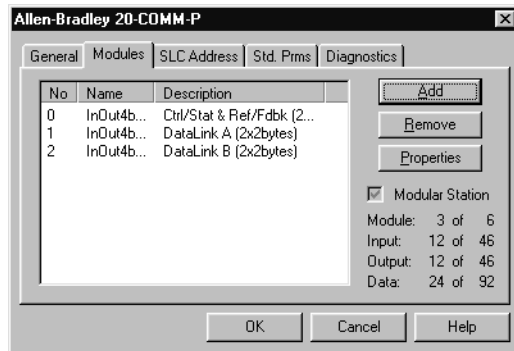 Allen-Bradley 20-COMM-P
General Modules SLC Address Std. Prms Diagnostics
No Name Description
0 InOut4b... Ctrl/Stat & Ref/Fdbk (2...
1 InOut4b... DataLink A (2x2bytes)
2 InOut4b... DataLink B (2x2bytes)
Add
Remove
Properties
Modular Station
Module: 3 of 6
Input: 12 of 46
Output: 12 of 46
Data: 24 of 92
OK Cancel Help